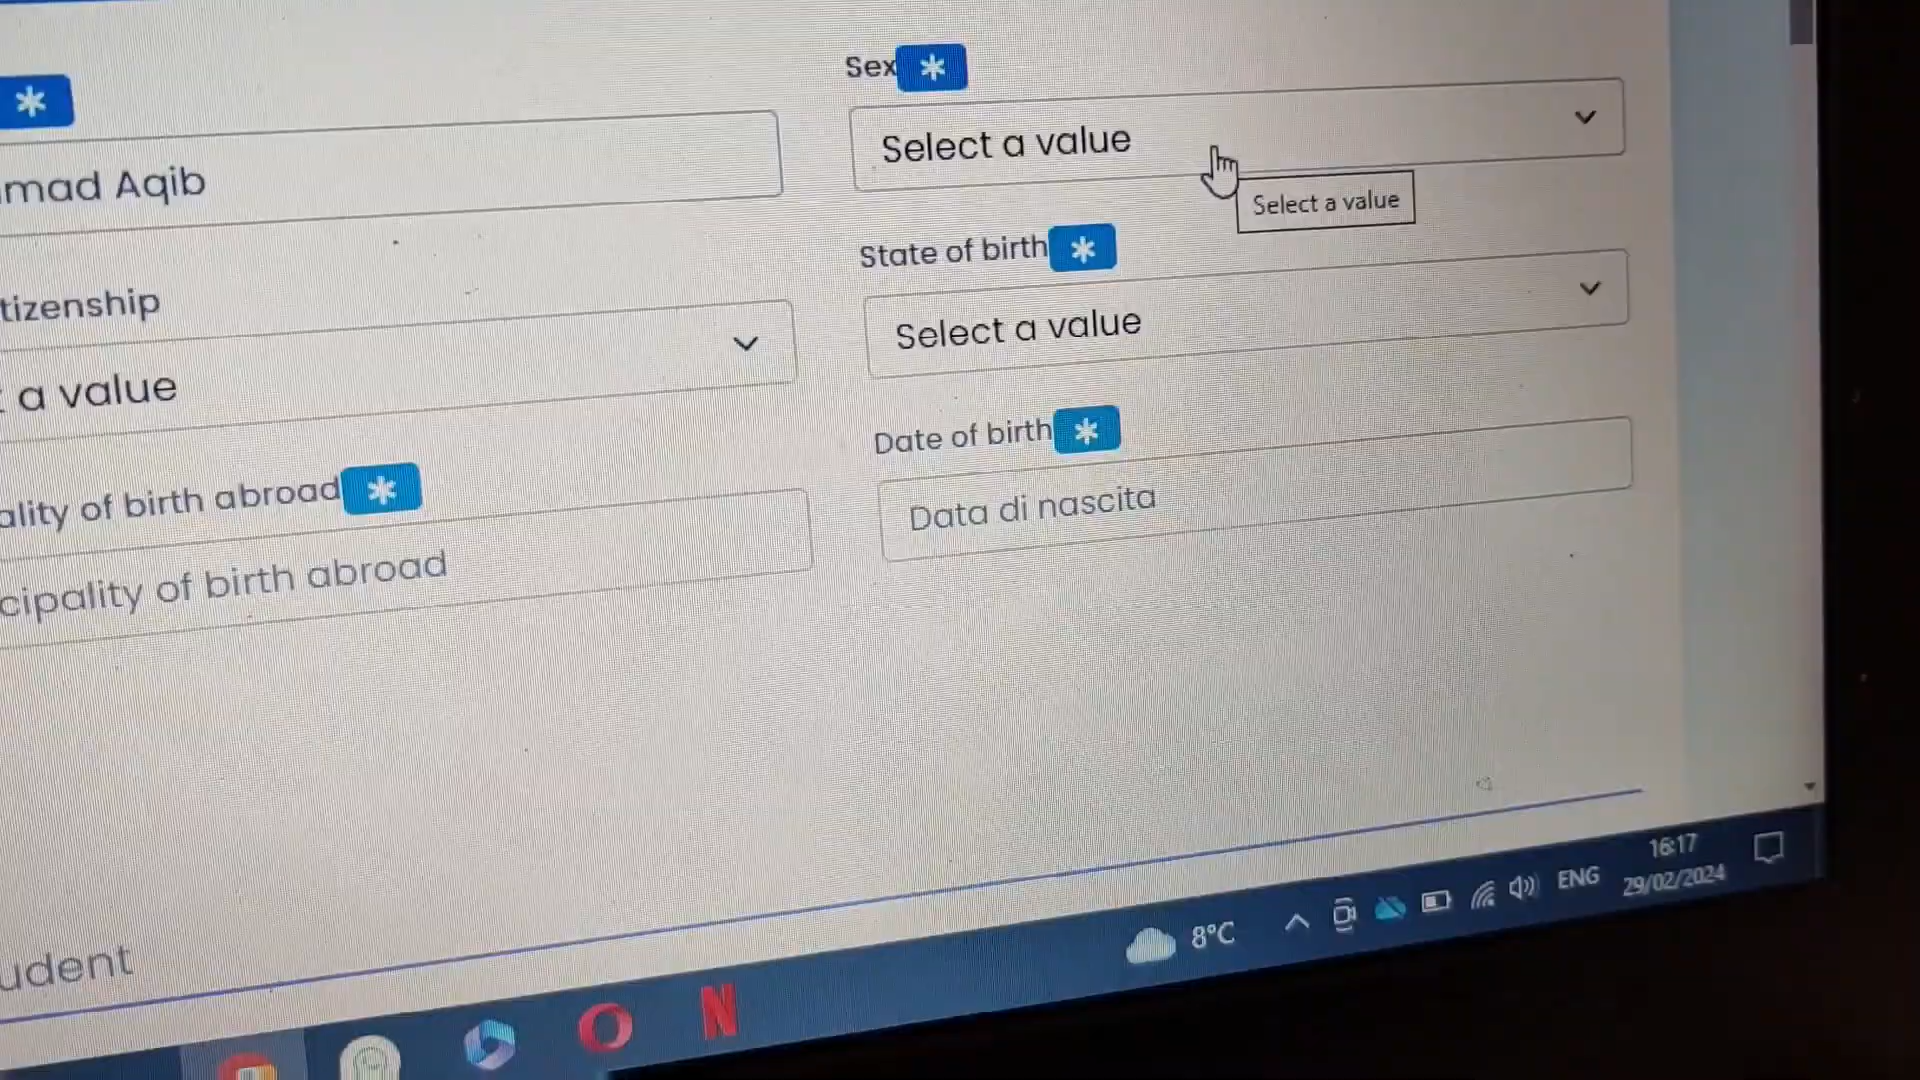 Sex *
*
Select a value
mad Aqib
Select a value
State of birth *
tizenship
Select a value
a value
Date of birth *
ality of birth abroad *
Data di nascita
cipality of birth abroad
udent
16:17
8°C
ENG
29/02/2024
N